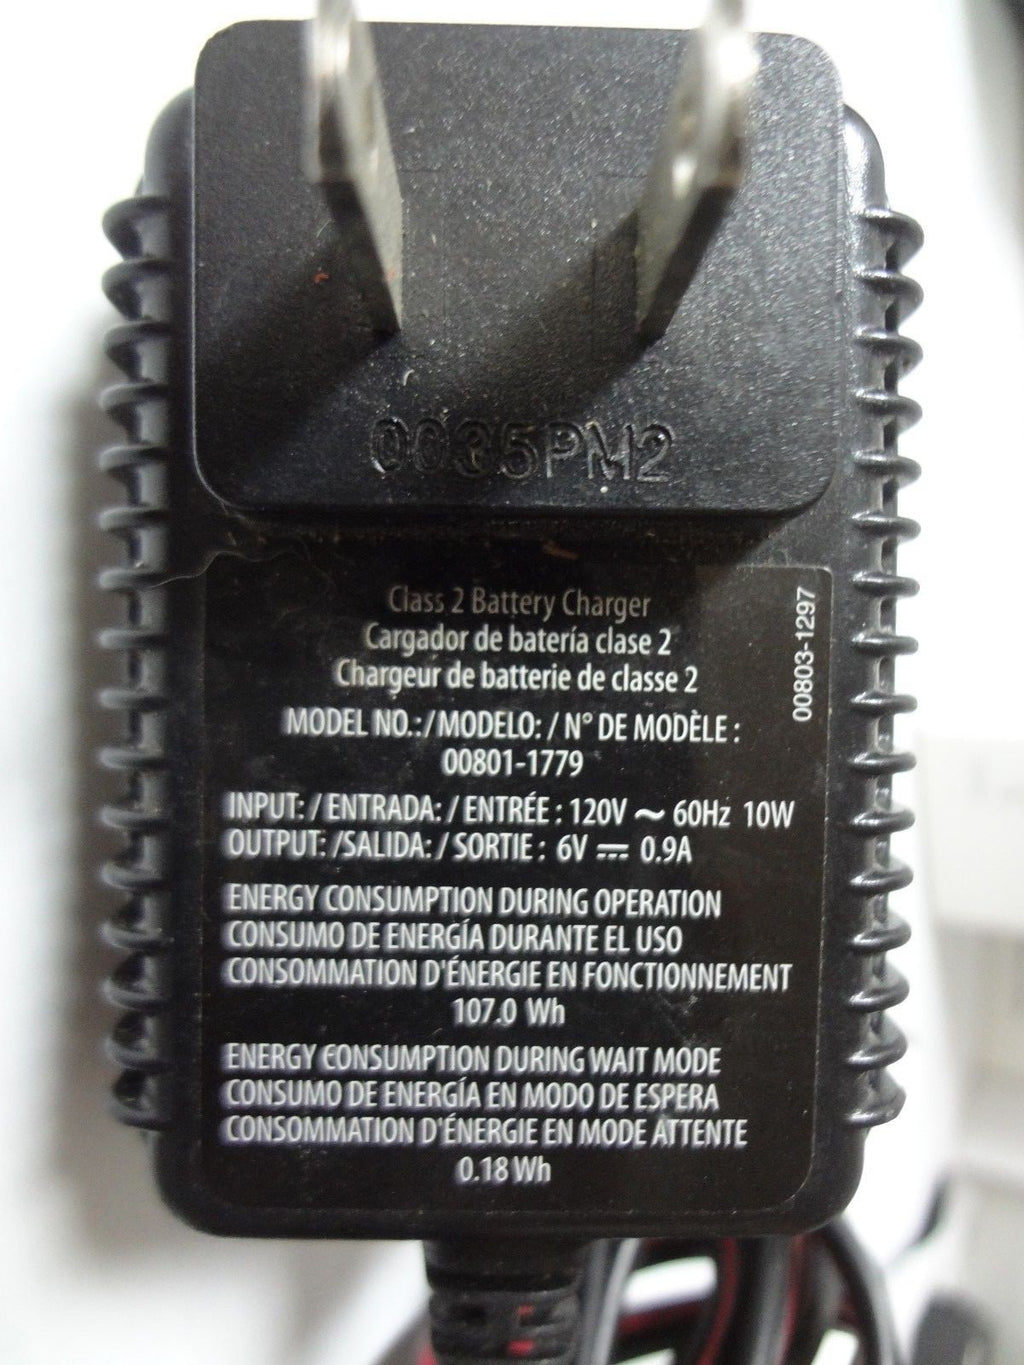 0035PM2
Class 2 Battery Charger
Cargador de batería clase 2
Chargeur de batterie de classe 2
MODEL NO.:/MODELO: / N° DE MODÈLE :
00801-1779
INPUT: / ENTRADA: / ENTRÉE : 120V ~ 60Hz 10W
OUTPUT: /SALIDA: / SORTIE : 6V ⎓ 0.9A
ENERGY CONSUMPTION DURING OPERATION
CONSUMO DE ENERGÍA DURANTE EL USO
CONSOMMATION D'ÉNERGIE EN FONCTIONNEMENT
107.0 Wh
ENERGY CONSUMPTION DURING WAIT MODE
CONSUMO DE ENERGÍA EN MODO DE ESPERA
CONSOMMATION D'ÉNERGIE EN MODE ATTENTE
0.18 Wh
00803-1297